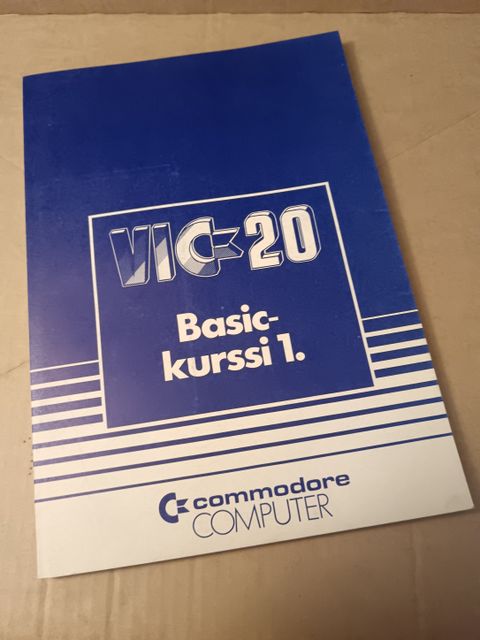 VIC-20
Basic-
kurssi 1.
commodore
COMPUTER